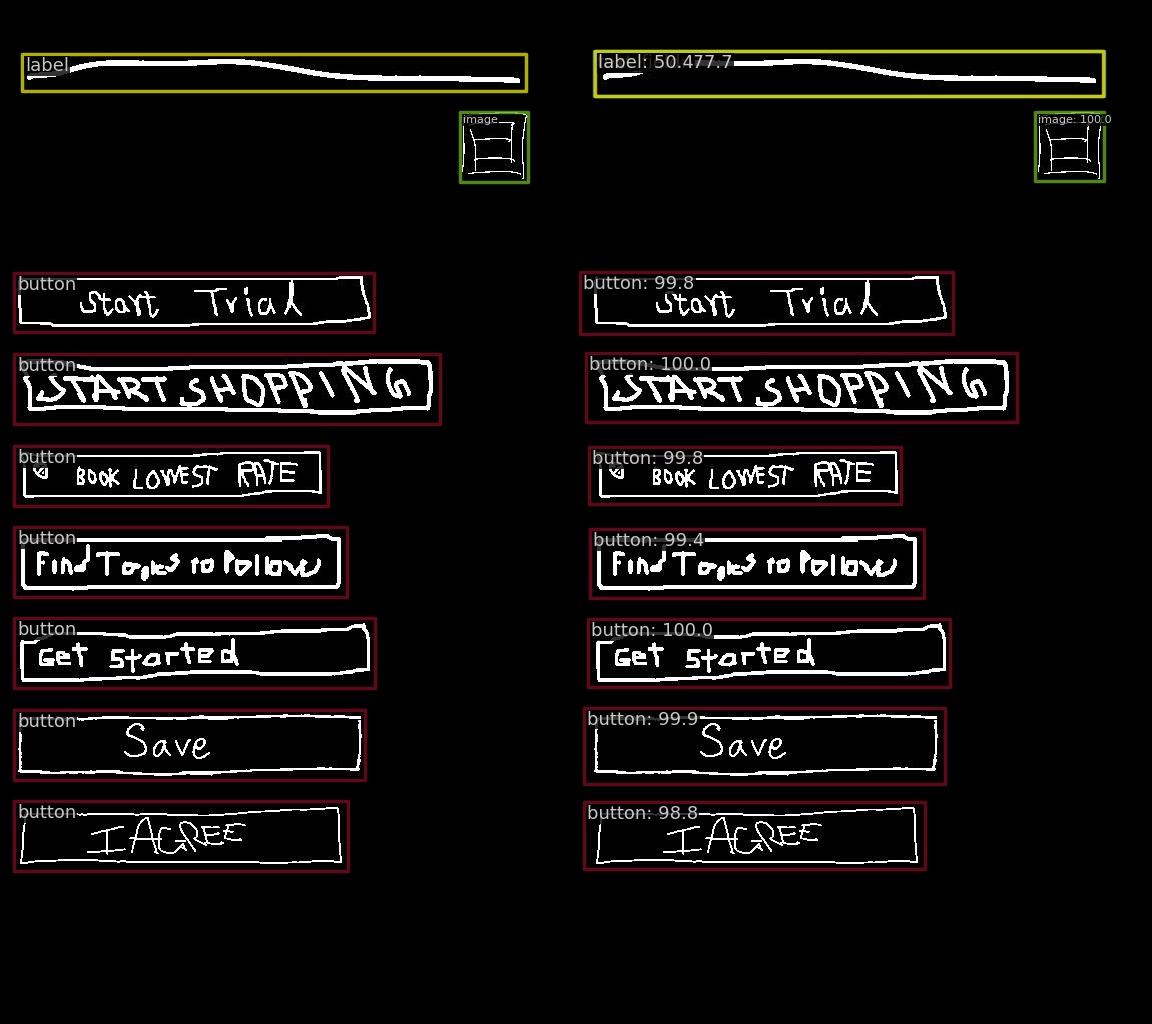 label
image
button
Start Trial
button
START SHOPPING
button
BOOK LOWEST RATE
button
Find Topics to Follow
button
Get Started
button
Save
button
I AGREE
label: 50.477.7
image: 100.0
button: 99.8
Start Trial
button: 100.0
START SHOPPING
button: 99.8
BOOK LOWEST RATE
button: 99.4
Find Topics to Follow
button: 100.0
Get Started
button: 99.9
Save
button: 98.8
I AGREE